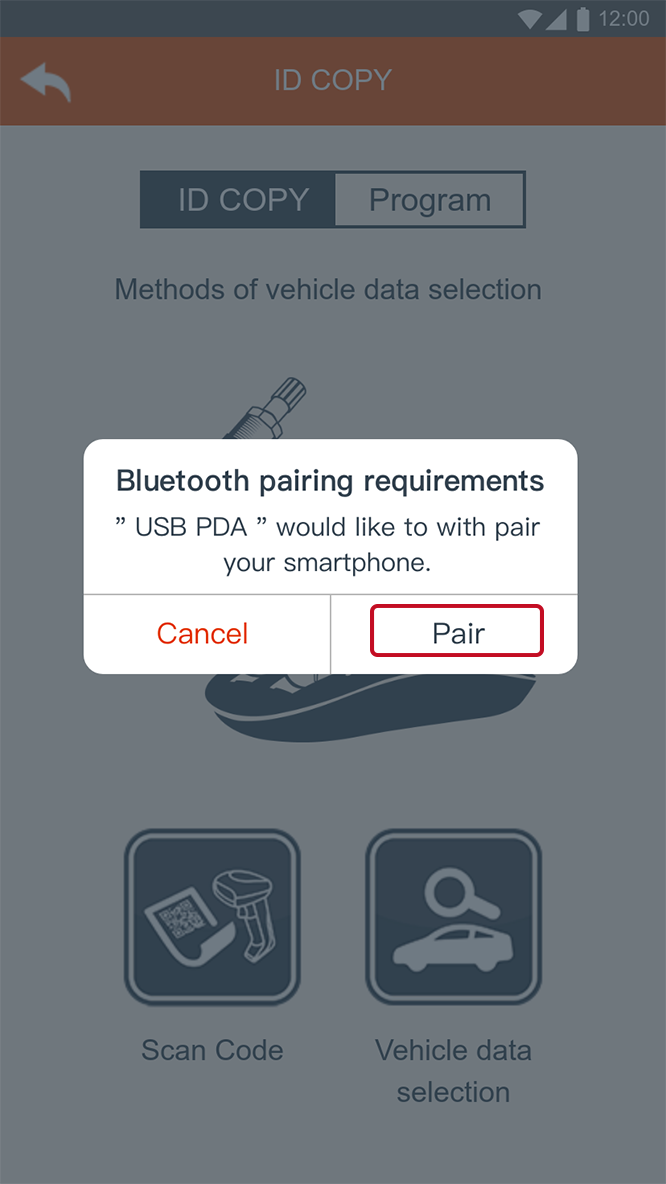 12:00
ID COPY
ID COPY
Program
Methods of vehicle data selection
Bluetooth pairing requirements
” USB PDA ” would like to with pair
your smartphone.
Cancel
Pair
Scan Code
Vehicle data
selection